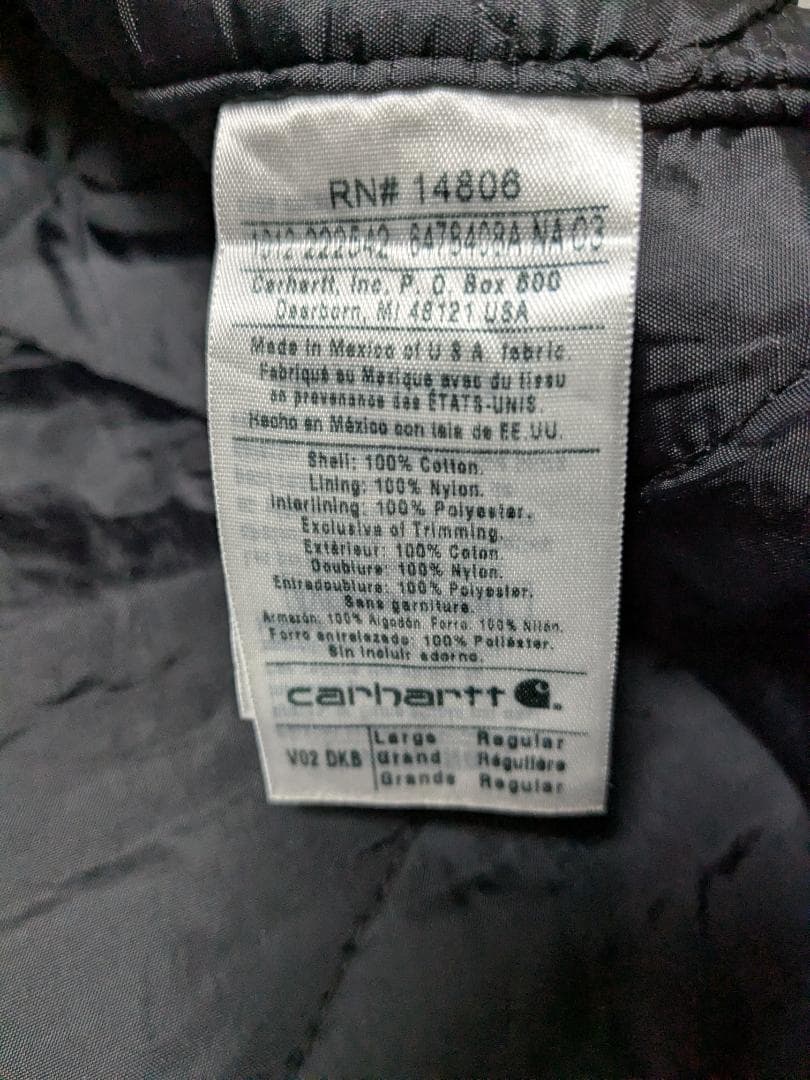 RN# 14806
1012 222542 6478409A NA 03
Carhartt, Inc. P. O. Box 600
Dearborn, MI 48121 USA
Made in Mexico of U S A fabric.
Fabriqué au Mexique avec du tissu
en provenance des ÉTATS-UNIS.
Hecho en México con tela de EE.UU.
Shell: 100% Cotton.
Lining: 100% Nylon.
Interlining: 100% Polyester.
Exclusive of Trimming.
Extérieur: 100% Coton.
Doublure: 100% Nylon.
Entredoublure: 100% Polyester.
Sans garniture.
Armazón: 100% Algodón. Forro: 100% Nilón.
Forro entrelazado: 100% Poliéster.
Sin incluir adorno.
carhartt
V02 DKB
Large Regular
Grand Régulière
Grande Regular